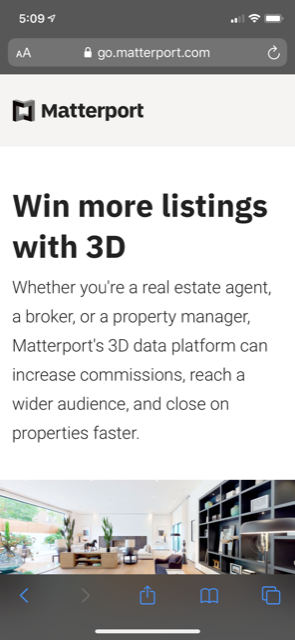 5:09
AA
go.matterport.com
Matterport
Win more listings
with 3D
Whether you're a real estate agent,
a broker, or a property manager,
Matterport's 3D data platform can
increase commissions, reach a
wider audience, and close on
properties faster.